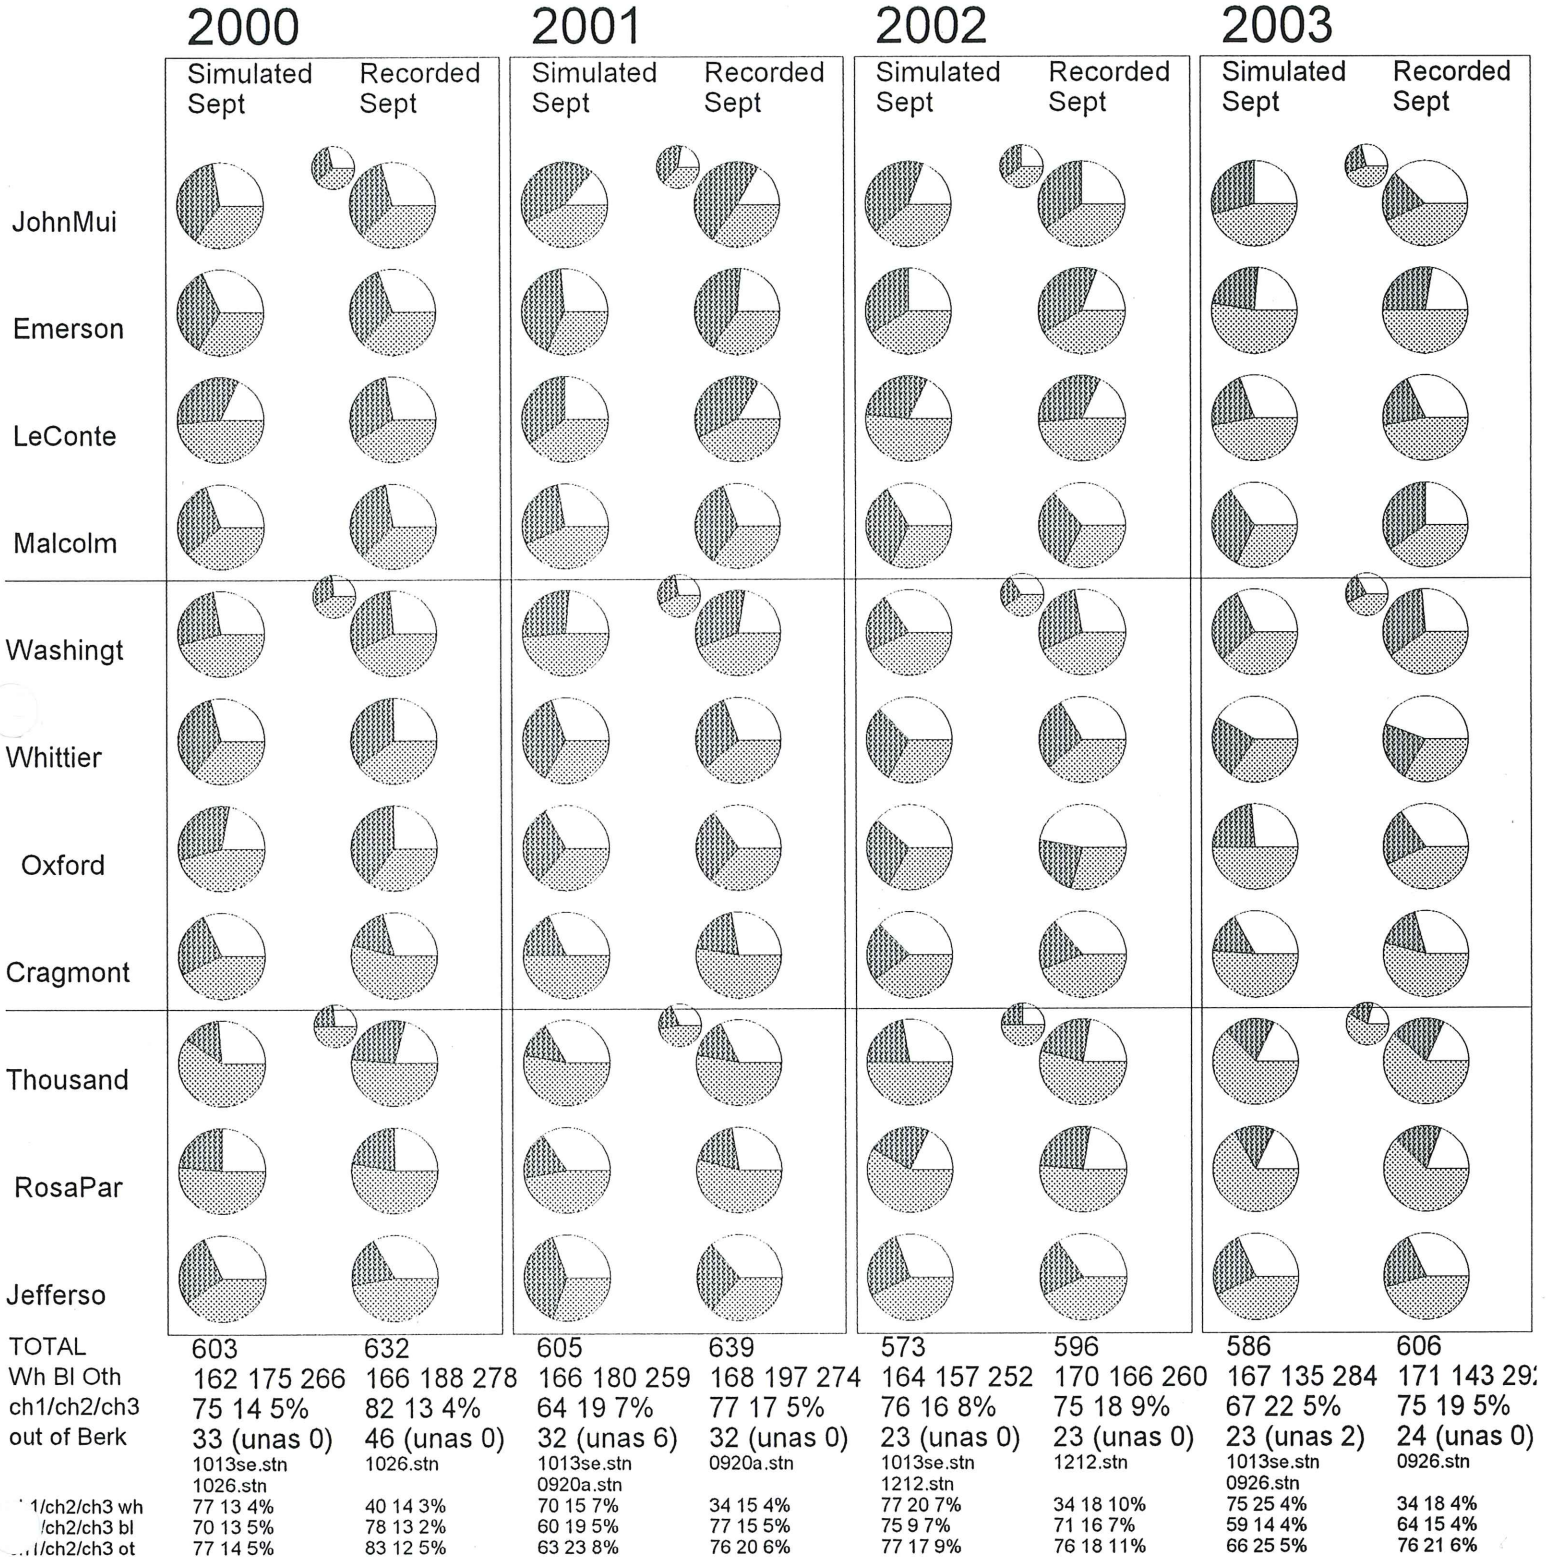 2000 2001 2002 2003
Simulated Recorded Simulated Recorded Simulated Recorded Simulated Recorded
Sept Sept Sept Sept Sept Sept Sept Sept
JohnMui
Emerson
LeConte
Malcolm
Washingt
Whittier
Oxford
Cragmont
Thousand
RosaPar
Jefferso
TOTAL 603 632 605 639 573 596 586 606
Wh Bl Oth 162 175 266 166 188 278 166 180 259 168 197 274 164 157 252 170 166 260 167 135 284 171 143
ch1/ch2/ch3 75 14 5% 82 13 4% 64 19 7% 77 17 5% 76 16 8% 75 18 9% 67 22 5% 75 19 5%
out of Berk 33 (unas 0) 46 (unas 0) 32 (unas 6) 32 (unas 0) 23 (unas 0) 23 (unas 0) 23 (unas 2) 24 (unas 0)
1013se.stn 1026.stn 1013se.stn 0920a.stn 1013se.stn 1212.stn 1013se.stn 0926.stn
1026.stn 0920a.stn 1212.stn 0926.stn
1/ch2/ch3 wh 77 13 4% 40 14 3% 70 15 7% 34 15 4% 77 20 7% 34 18 10% 75 25 4% 34 18 4%
/ch2/ch3 bl 70 13 5% 78 13 2% 60 19 5% 77 15 5% 75 9 7% 71 16 7% 59 14 4% 64 15 4%
/ch2/ch3 ot 77 14 5% 83 12 5% 63 23 8% 76 20 6% 77 17 9% 76 18 11% 66 25 5% 76 21 6%